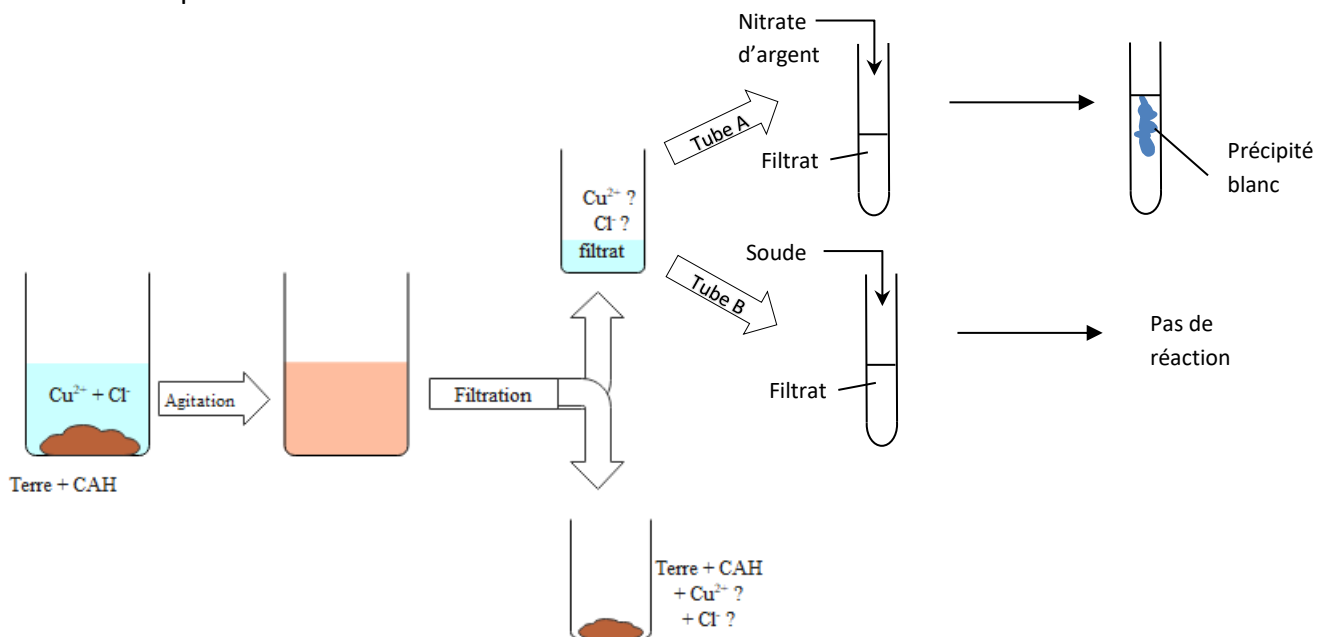 Nitrate
d’argent
Tube A
Filtrat
Précipité
blanc
Cu²⁺ ?
Cl⁻ ?
filtrat
Soude
Tube B
Filtrat
Pas de
réaction
Cu²⁺ + Cl⁻
Agitation
Filtration
Terre + CAH
Terre + CAH
+ Cu²⁺ ?
+ Cl⁻ ?